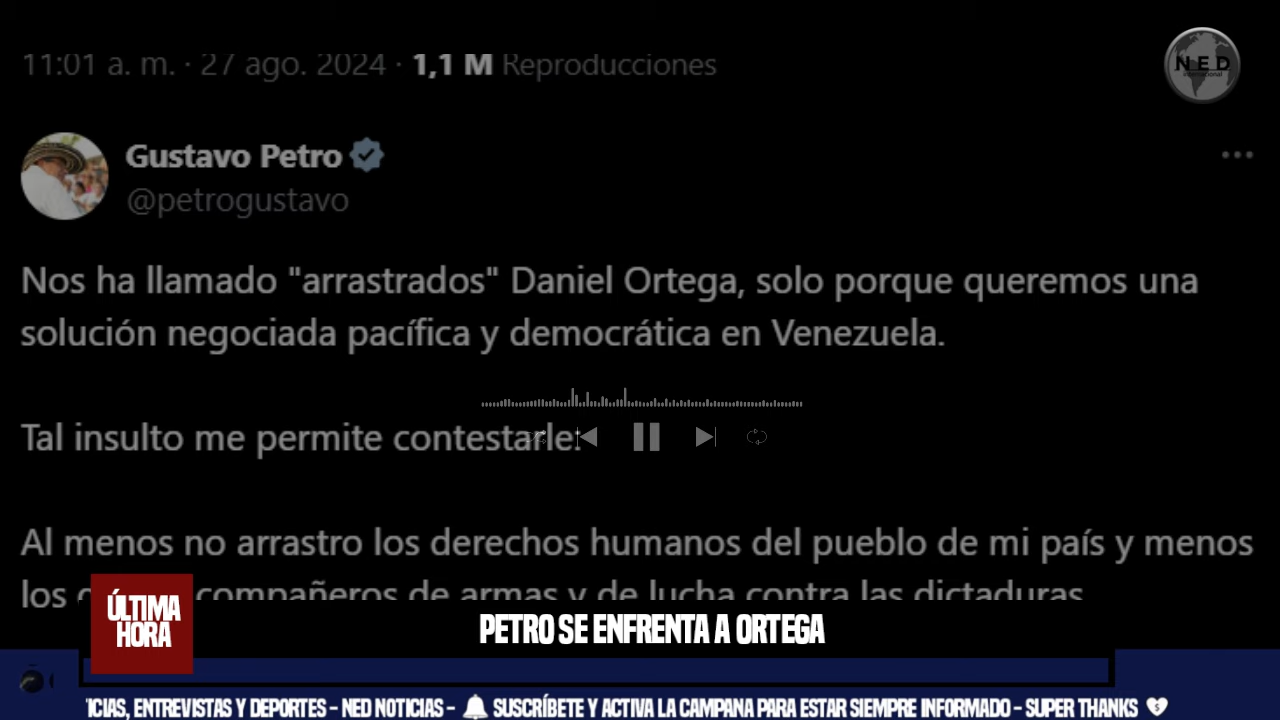 11:01 a. m. · 27 ago. 2024 · 1,1 M Reproducciones
NED
internacional
Gustavo Petro
@petrogustavo
Nos ha llamado "arrastrados" Daniel Ortega, solo porque queremos una
solución negociada pacífica y democrática en Venezuela.
Tal insulto me permite contestarle:
Al menos no arrastro los derechos humanos del pueblo de mi país y menos
los compañeros de armas y de lucha contra las dictaduras.
ÚLTIMA
HORA
PETRO SE ENFRENTA A ORTEGA
ICIAS, ENTREVISTAS Y DEPORTES - NED NOTICIAS - 🔔 SUSCRÍBETE Y ACTIVA LA CAMPANA PARA ESTAR SIEMPRE INFORMADO - SUPER THANKS